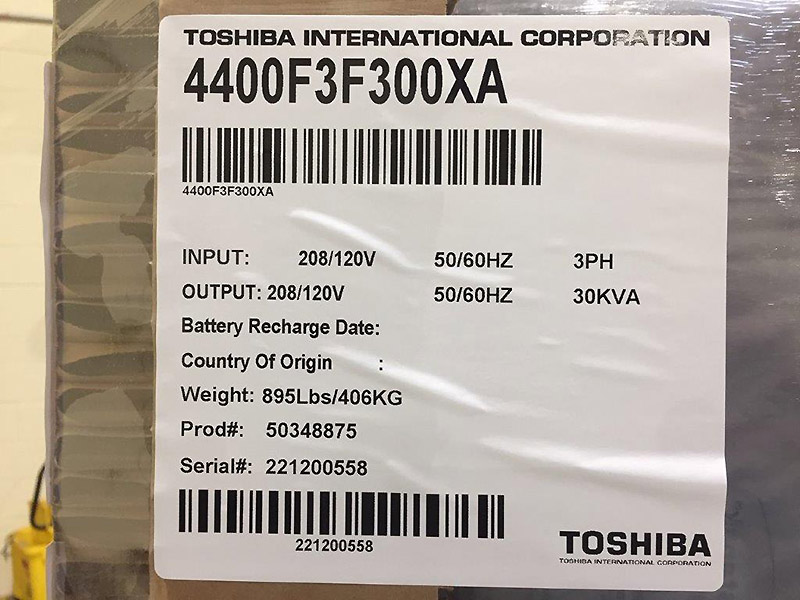 TOSHIBA INTERNATIONAL CORPORATION
4400F3F300XA
4400F3F300XA
INPUT: 208/120V 50/60HZ 3PH
OUTPUT: 208/120V 50/60HZ 30KVA
Battery Recharge Date:
Country Of Origin :
Weight: 895Lbs/406KG
Prod#: 50348875
Serial#: 221200558
221200558
TOSHIBA
TOSHIBA INTERNATIONAL CORPORATION